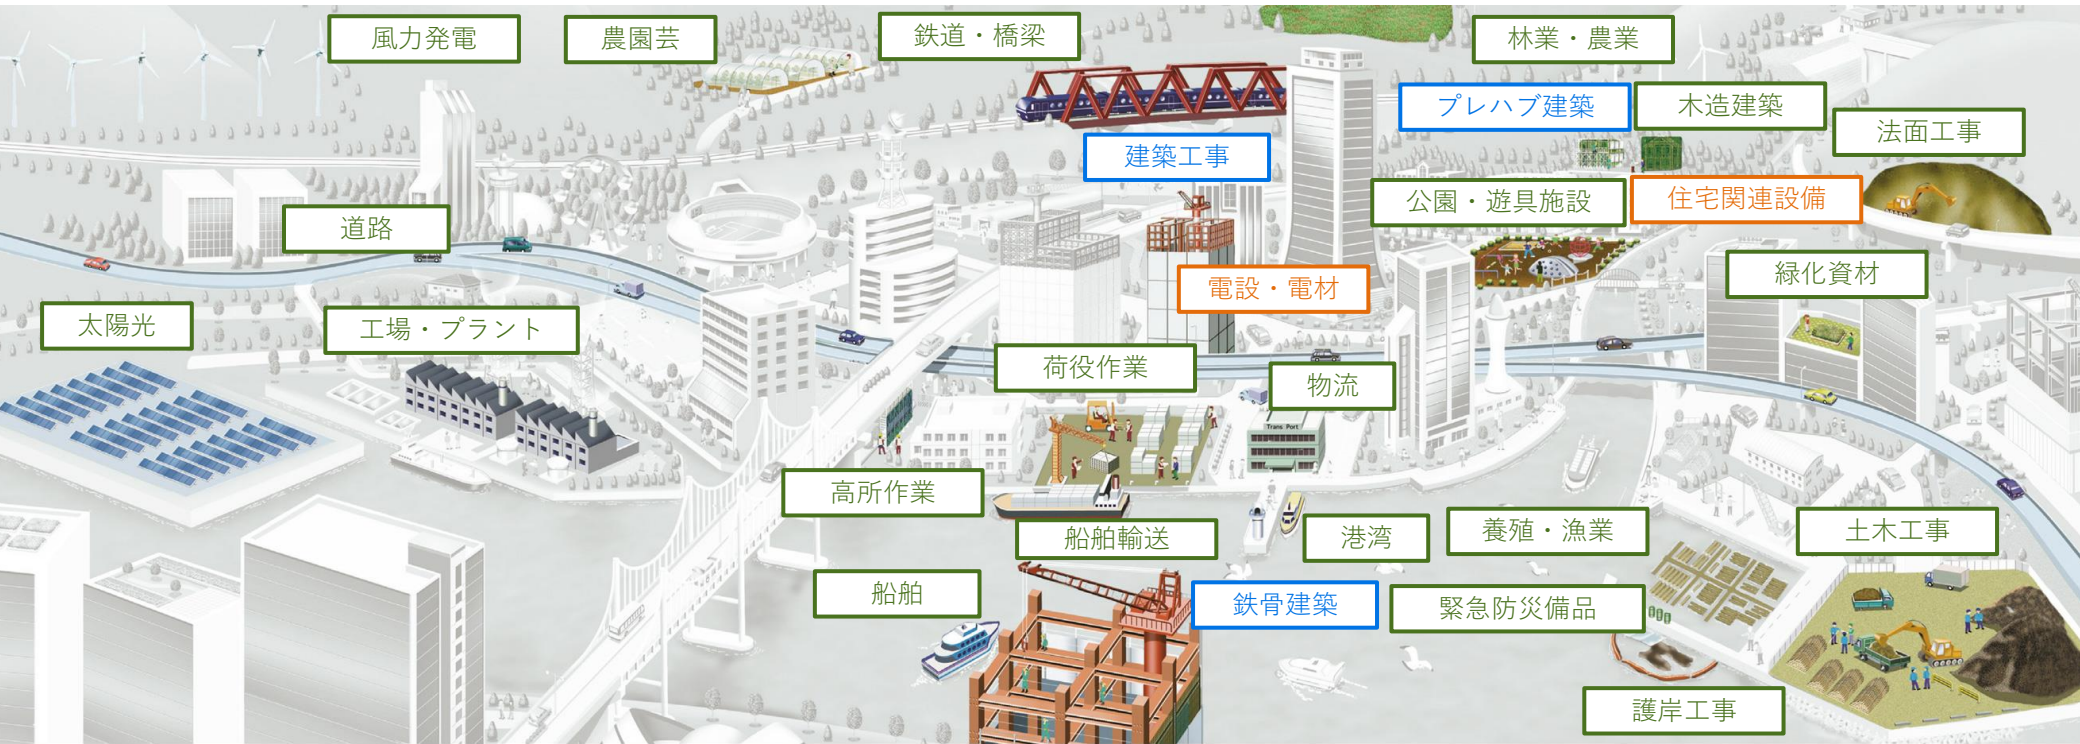 風力発電
農園芸
鉄道・橋梁
林業・農業
プレハブ建築
木造建築
法面工事
建築工事
公園・遊具施設
住宅関連設備
道路
電設・電材
緑化資材
太陽光
工場・プラント
荷役作業
物流
Trans Port
高所作業
船舶輸送
港湾
養殖・漁業
土木工事
船舶
鉄骨建築
緊急防災備品
護岸工事